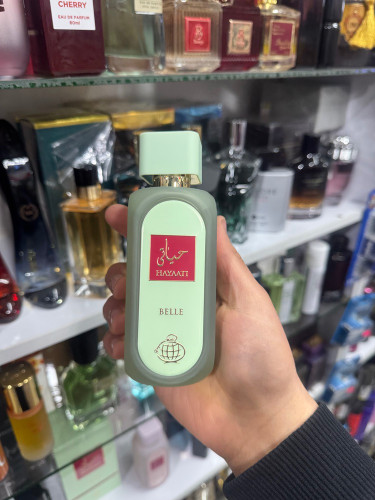 CHERRY
EAU DE PARFUM
حياتي
HAYAATI
BELLE